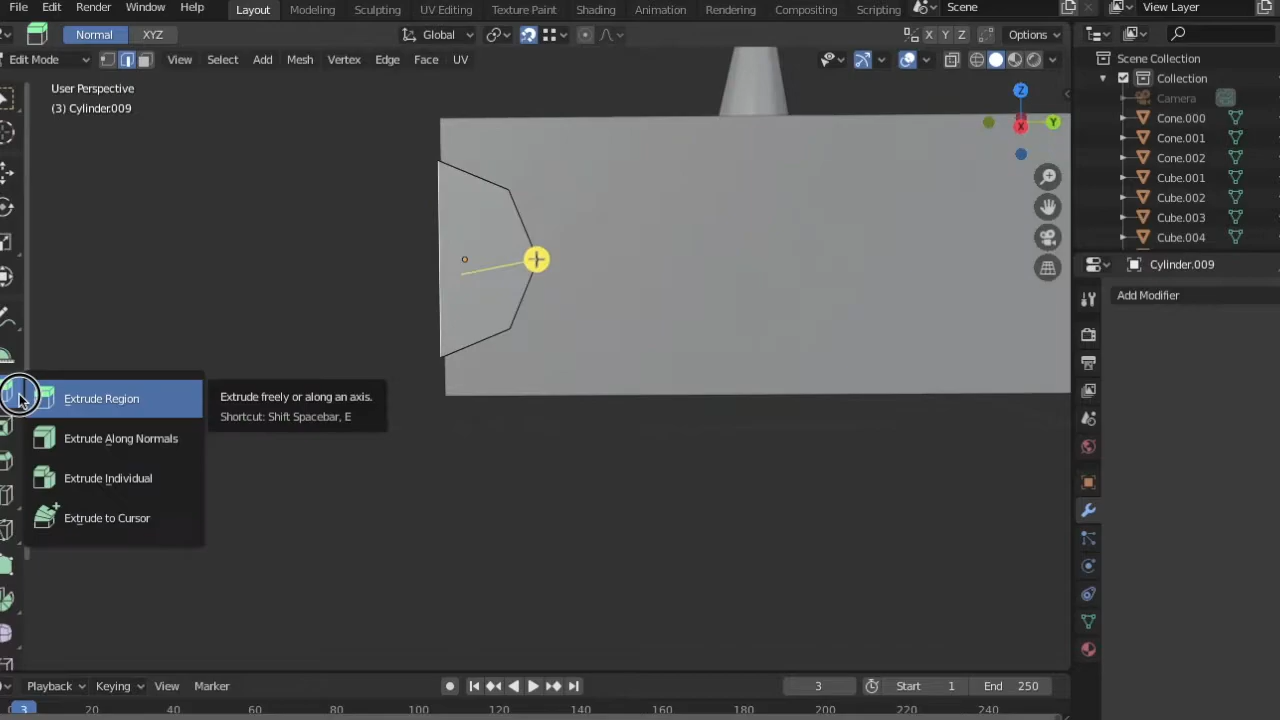 File Edit Render Window Help Layout Modeling Sculpting UV Editing Texture Paint Shading Animation Rendering Compositing Scripting Scene View Layer
Normal XYZ Global X Y Z Options
Edit Mode View Select Add Mesh Vertex Edge Face UV
Scene Collection
Collection
Camera
Cone.000
Cone.001
Cone.002
Cube.001
Cube.002
Cube.003
Cube.004
User Perspective
(3) Cylinder.009
Z
Y
X
Cylinder.009
Add Modifier
Extrude Region
Extrude Along Normals
Extrude Individual
Extrude to Cursor
Extrude freely or along an axis.
Shortcut: Shift Spacebar, E
Playback Keying View Marker 3 Start 1 End 250
3 20 40 60 80 100 120 140 160 180 200 220 240